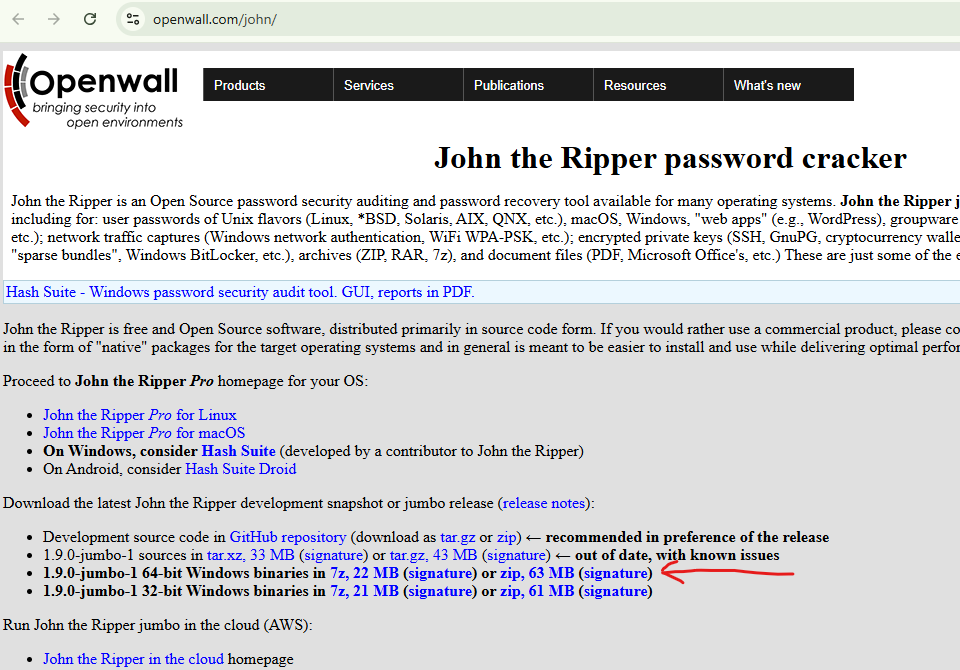 openwall.com/john/
Openwall
bringing security into
open environments
Products
Services
Publications
Resources
What's new
John the Ripper password cracker
John the Ripper is an Open Source password security auditing and password recovery tool available for many operating systems. John the Ripper j
including for: user passwords of Unix flavors (Linux, *BSD, Solaris, AIX, QNX, etc.), macOS, Windows, "web apps" (e.g., WordPress), groupware
etc.); network traffic captures (Windows network authentication, WiFi WPA-PSK, etc.); encrypted private keys (SSH, GnuPG, cryptocurrency walle
"sparse bundles", Windows BitLocker, etc.), archives (ZIP, RAR, 7z), and document files (PDF, Microsoft Office's, etc.) These are just some of the e
Hash Suite - Windows password security audit tool. GUI, reports in PDF.
John the Ripper is free and Open Source software, distributed primarily in source code form. If you would rather use a commercial product, please co
in the form of "native" packages for the target operating systems and in general is meant to be easier to install and use while delivering optimal perfor
Proceed to John the Ripper Pro homepage for your OS:
• John the Ripper Pro for Linux
• John the Ripper Pro for macOS
• On Windows, consider Hash Suite (developed by a contributor to John the Ripper)
• On Android, consider Hash Suite Droid
Download the latest John the Ripper development snapshot or jumbo release (release notes):
• Development source code in GitHub repository (download as tar.gz or zip) ← recommended in preference of the release
• 1.9.0-jumbo-1 sources in tar.xz, 33 MB (signature) or tar.gz, 43 MB (signature) ← out of date, with known issues
• 1.9.0-jumbo-1 64-bit Windows binaries in 7z, 22 MB (signature) or zip, 63 MB (signature)
• 1.9.0-jumbo-1 32-bit Windows binaries in 7z, 21 MB (signature) or zip, 61 MB (signature)
Run John the Ripper jumbo in the cloud (AWS):
• John the Ripper in the cloud homepage